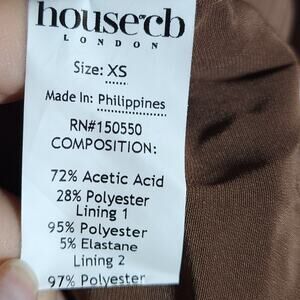 house cb
LONDON
Size: XS
Made In: Philippines
RN#150550
COMPOSITION:
72% Acetic Acid
28% Polyester
Lining 1
95% Polyester
5% Elastane
Lining 2
97% Polyester